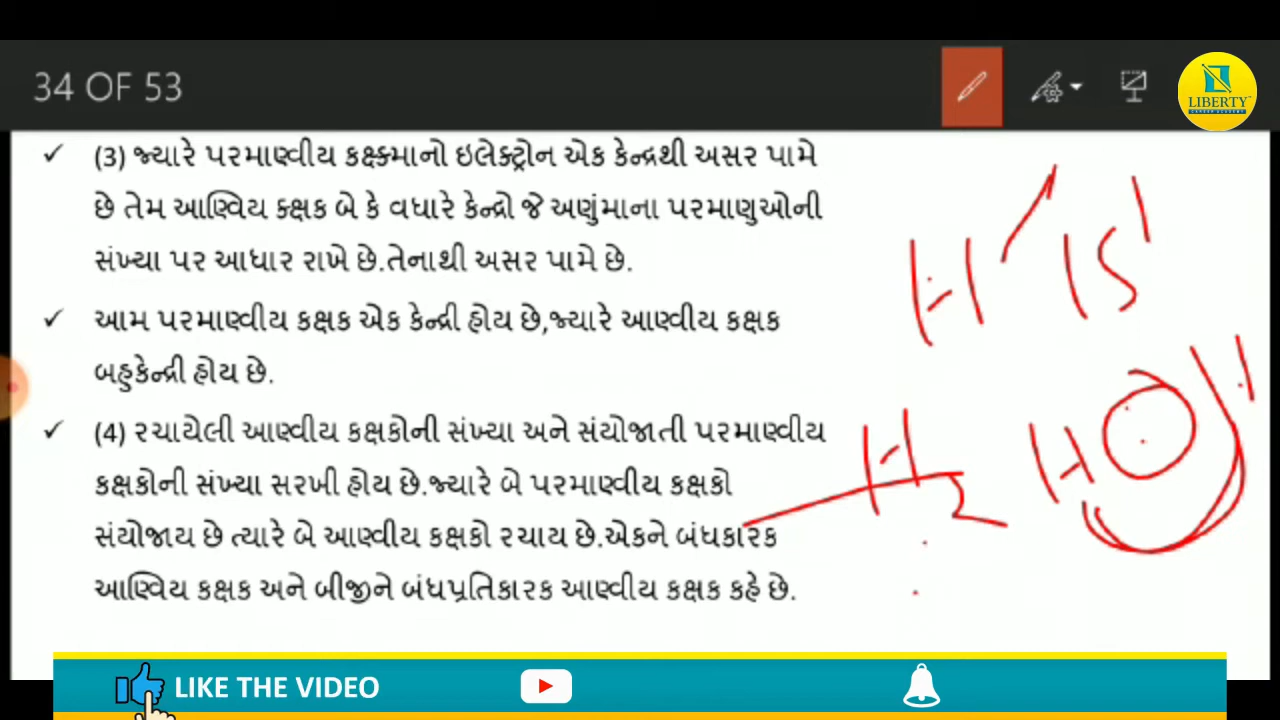 34 OF 53
LIBERTY
✓ (3) જ્યારે પરમાણ્વીય કક્ષ્કમાનો ઇલેક્ટ્રોન એક કેન્દ્રથી અસર પામે
છે તેમ આણ્વિય ક્ક્ષક બે કે વધારે કેન્દ્રો જે અણુંમાના પરમાણુઓની
સંખ્યા પર આધાર રાખે છે.તેનાથી અસર પામે છે.
✓ આમ પરમાણ્વીય કક્ષક એક કેન્દ્રી હોય છે,જ્યારે આણ્વીય કક્ષક
બહુકેન્દ્રી હોય છે.
✓ (4) રચાયેલી આણ્વીય કક્ષકોની સંખ્યા અને સંયોજાતી પરમાણ્વીય
કક્ષકોની સંખ્યા સરખી હોય છે.જ્યારે બે પરમાણ્વીય કક્ષકો
સંયોજાય છે ત્યારે બે આણ્વીય કક્ષકો રચાય છે.એકને બંધકારક
આણ્વિય કક્ષક અને બીજીને બંધપ્રતિકારક આણ્વીય કક્ષક કહે છે.
H 1S¹
H₂ H H
LIKE THE VIDEO